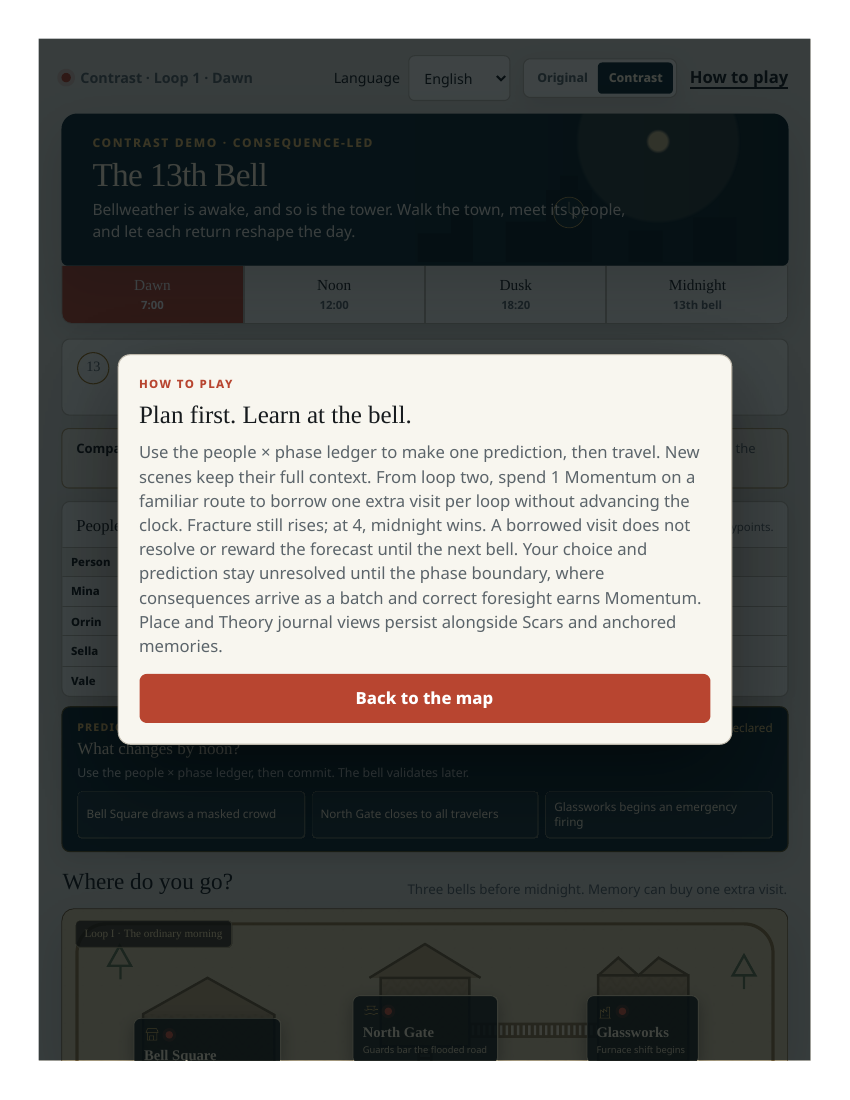 Contrast · Loop 1 · Dawn
Language
English
Original
Contrast
How to play
CONTRAST DEMO · CONSEQUENCE-LED
The 13th Bell
Bellweather is awake, and so is the tower. Walk the town, meet its people,
and let each return reshape the day.
Dawn
7:00
Noon
12:00
Dusk
18:20
Midnight
13th bell
13
the
People
ypoints.
Person
Mina
Orrin
Sella
Vale
HOW TO PLAY
Plan first. Learn at the bell.
Use the people × phase ledger to make one prediction, then travel. New
scenes keep their full context. From loop two, spend 1 Momentum on a
familiar route to borrow one extra visit per loop without advancing the
clock. Fracture still rises; at 4, midnight wins. A borrowed visit does not
resolve or reward the forecast until the next bell. Your choice and
prediction stay unresolved until the phase boundary, where
consequences arrive as a batch and correct foresight earns Momentum.
Place and Theory journal views persist alongside Scars and anchored
memories.
Back to the map
eclared
What changes by noon?
Use the people × phase ledger, then commit. The bell validates later.
Bell Square draws a masked crowd
North Gate closes to all travelers
Glassworks begins an emergency
firing
Where do you go?
Three bells before midnight. Memory can buy one extra visit.
Loop I · The ordinary morning
North Gate
Guards bar the flooded road
Glassworks
Furnace shift begins
Bell Square